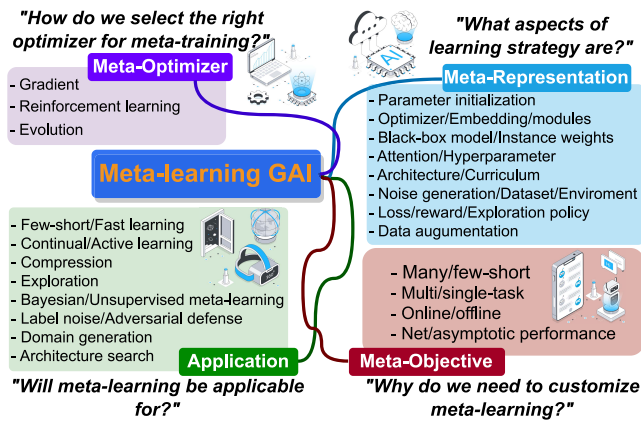 "How do we select the right
optimizer for meta-training?"
Meta-Optimizer
- Gradient
- Reinforcement learning
- Evolution
"What aspects of
learning strategy are?"
AI
Meta-Representation
- Parameter initialization
- Optimizer/Embedding/modules
- Black-box model/Instance weights
- Attention/Hyperparameter
- Architecture/Curriculum
- Noise generation/Dataset/Enviroment
- Loss/reward/Exploration policy
- Data augumentation
Meta-learning GAI
- Few-short/Fast learning
- Continual/Active learning
- Compression
- Exploration
- Bayesian/Unsupervised meta-learning
- Label noise/Adversarial defense
- Domain generation
- Architecture search
Application
"Will meta-learning be applicable
for?"
- Many/few-short
- Multi/single-task
- Online/offline
- Net/asymptotic performance
Meta-Objective
"Why do we need to customize
meta-learning?"